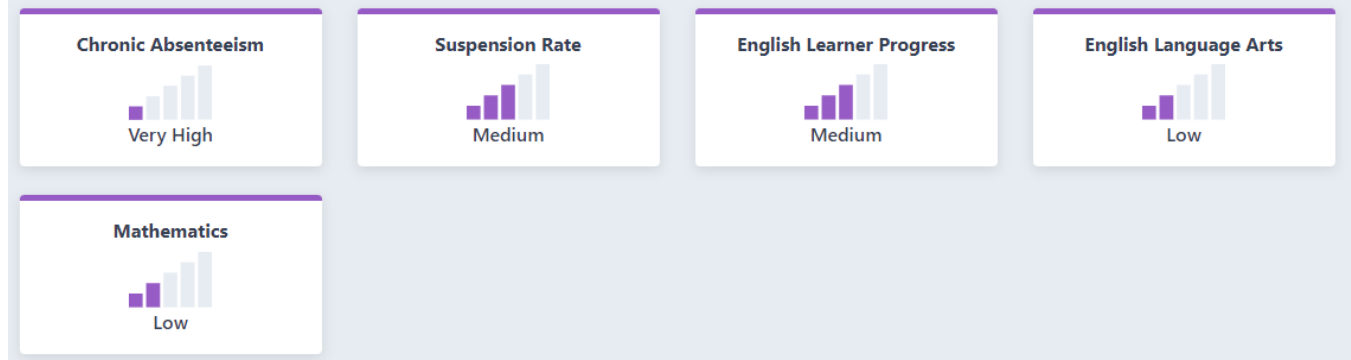 Chronic Absenteeism
Very High
Suspension Rate
Medium
English Learner Progress
Medium
English Language Arts
Low
Mathematics
Low